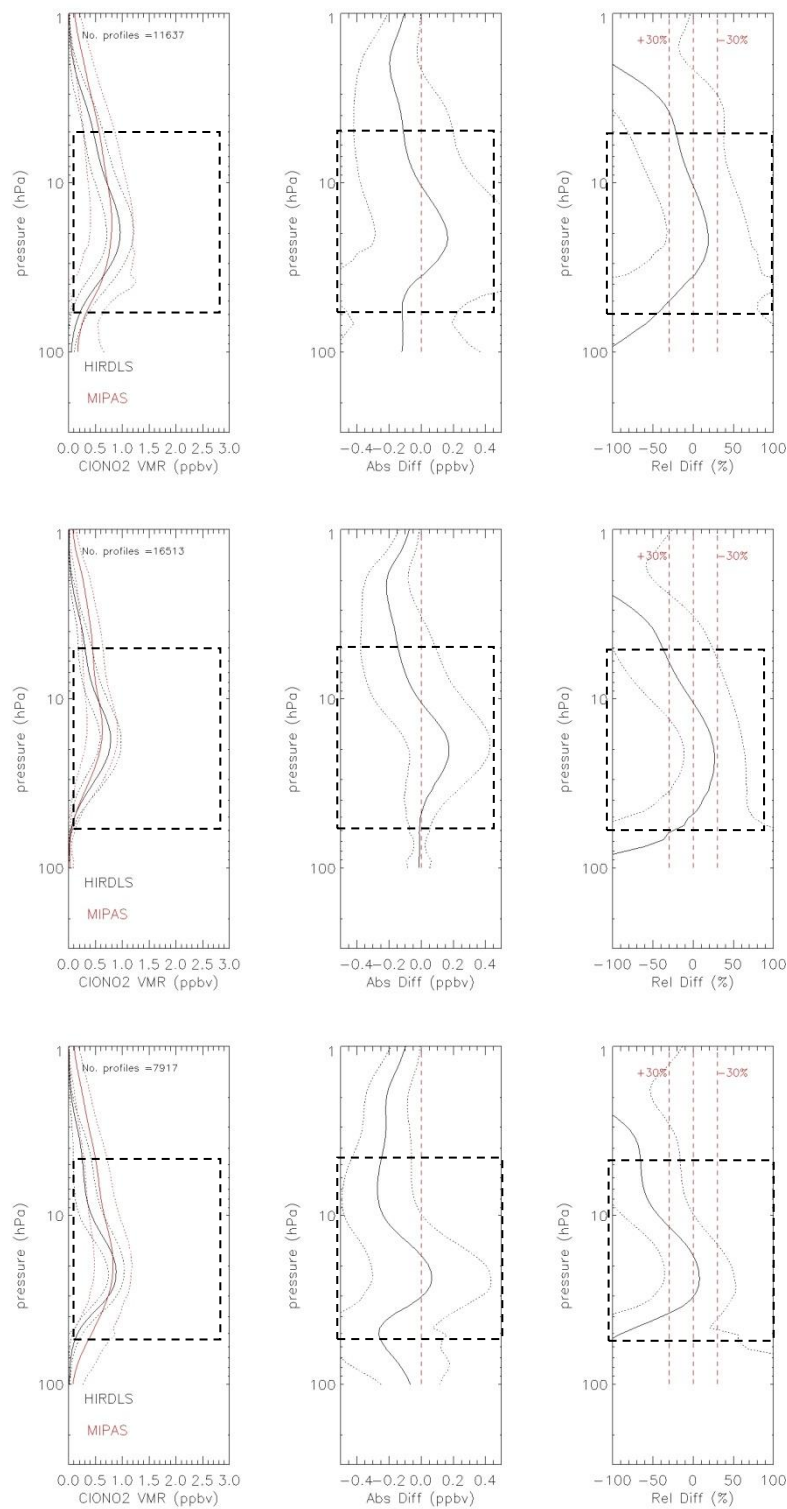 No. profiles =11637
+30% -30%
1 1 1
pressure (hPa) pressure (hPa) pressure (hPa)
10 10 10
100 100 100
HIRDLS
MIPAS
0.0 0.5 1.0 1.5 2.0 2.5 3.0 -0.4 -0.2 0.0 0.2 0.4 -100 -50 0 50 100
ClONO2 VMR (ppbv) Abs Diff (ppbv) Rel Diff (%)
No. profiles =16513
+30% -30%
1 1 1
pressure (hPa) pressure (hPa) pressure (hPa)
10 10 10
100 100 100
HIRDLS
MIPAS
0.0 0.5 1.0 1.5 2.0 2.5 3.0 -0.4 -0.2 0.0 0.2 0.4 -100 -50 0 50 100
ClONO2 VMR (ppbv) Abs Diff (ppbv) Rel Diff (%)
No. profiles =7917
+30% -30%
1 1 1
pressure (hPa) pressure (hPa) pressure (hPa)
10 10 10
100 100 100
HIRDLS
MIPAS
0.0 0.5 1.0 1.5 2.0 2.5 3.0 -0.4 -0.2 0.0 0.2 0.4 -100 -50 0 50 100
ClONO2 VMR (ppbv) Abs Diff (ppbv) Rel Diff (%)